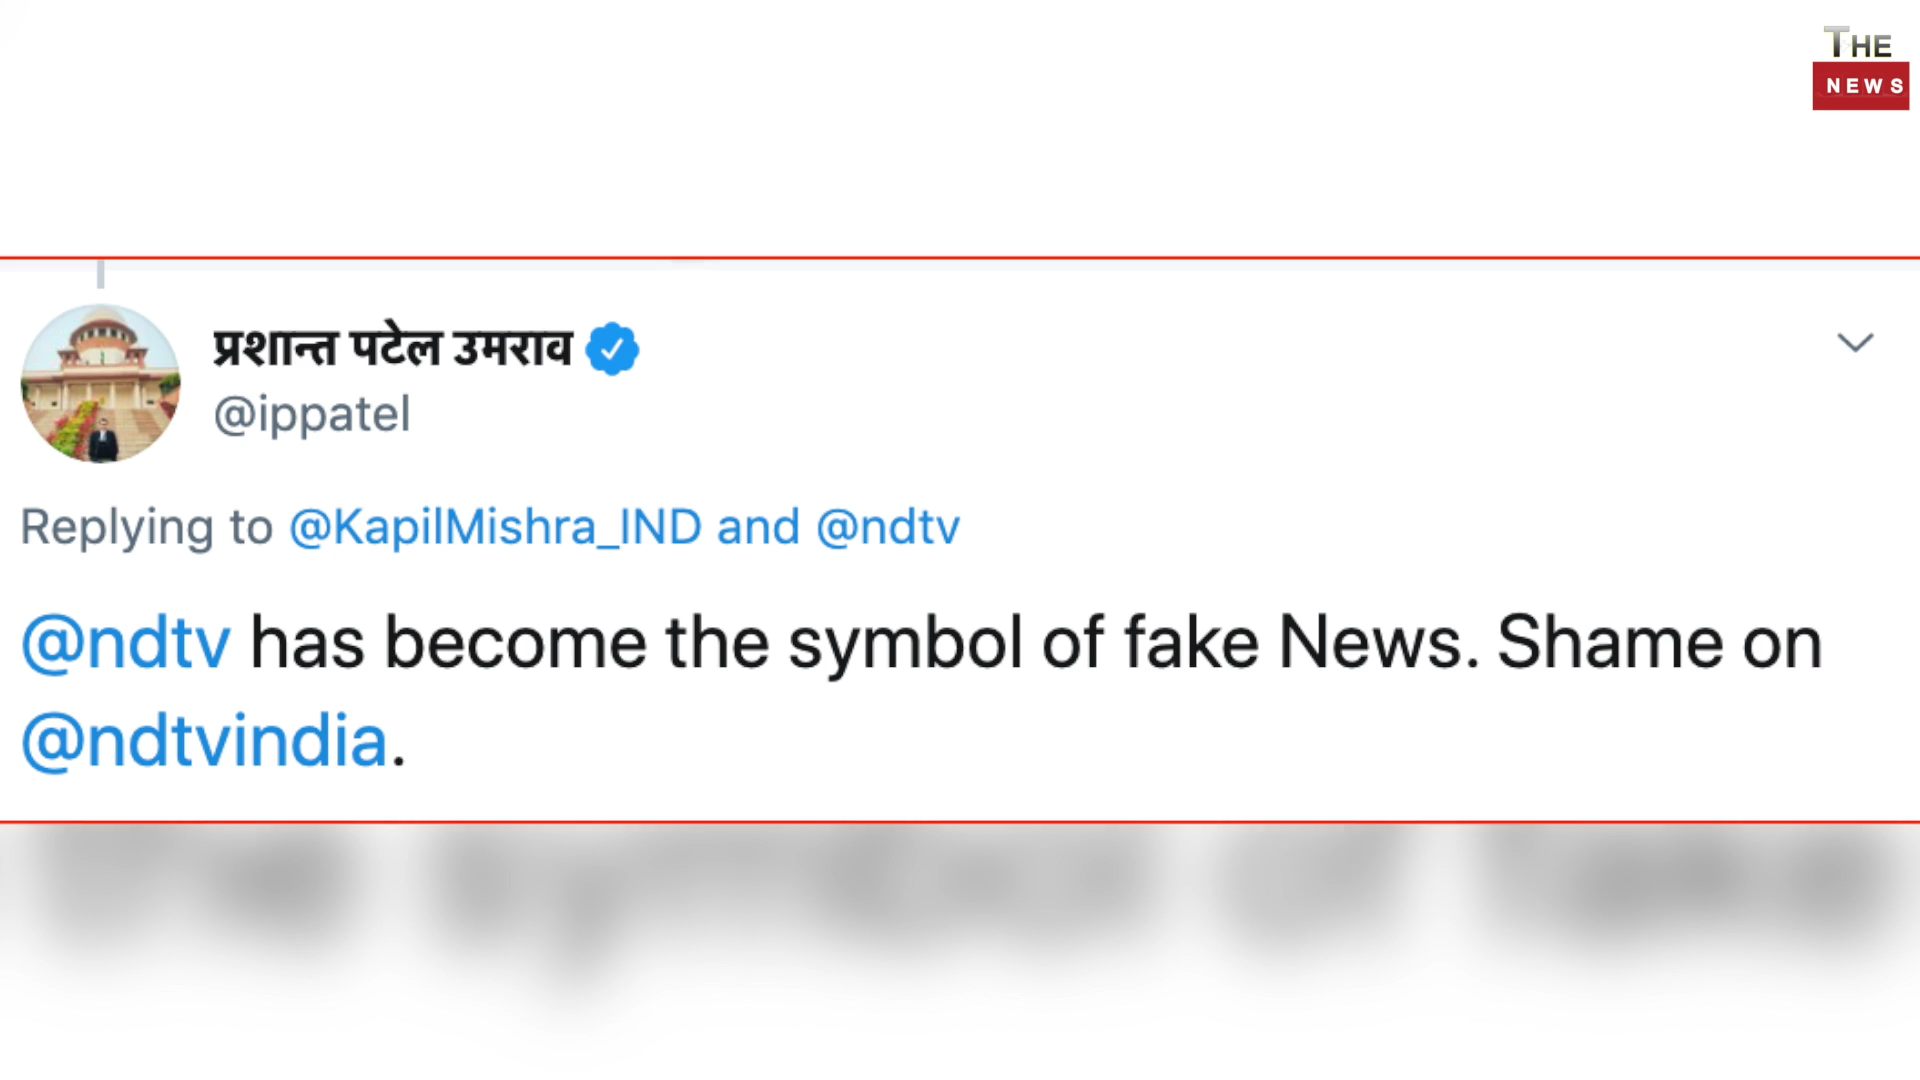 THE
NEWS
प्रशान्त पटेल उमराव
@ippatel
Replying to @KapilMishra_IND and @ndtv
@ndtv has become the symbol of fake News. Shame on
@ndtvindia.